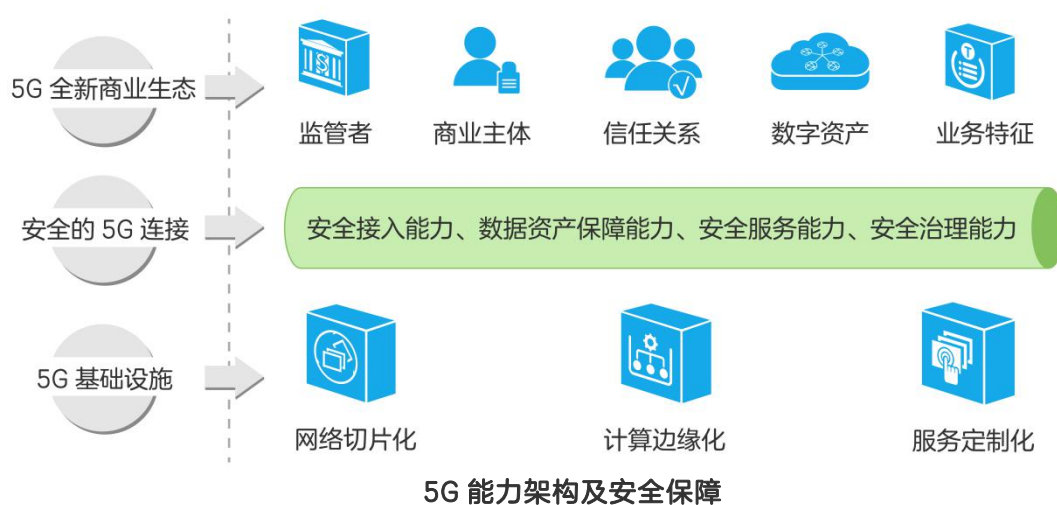 5G 全新商业生态
监管者
商业主体
信任关系
数字资产
业务特征
安全的 5G 连接
安全接入能力、数据资产保障能力、安全服务能力、安全治理能力
5G 基础设施
网络切片化
计算边缘化
服务定制化
5G 能力架构及安全保障